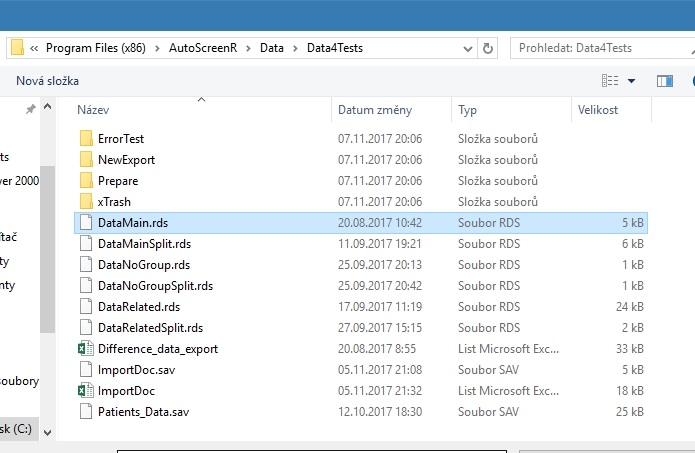 « Program Files (x86) > AutoScreenR > Data > Data4Tests Prohledat: Data4Tests
Nová složka
Název Datum změny Typ Velikost
ErrorTest 07.11.2017 20:06 Složka souborů
ts NewExport 07.11.2017 20:06 Složka souborů
ver 2000 Prepare 07.11.2017 20:06 Složka souborů
xTrash 07.11.2017 20:06 Složka souborů
DataMain.rds 20.08.2017 10:42 Soubor RDS 5 kB
ítač DataMainSplit.rds 11.09.2017 19:21 Soubor RDS 6 kB
ty DataNoGroup.rds 25.09.2017 20:13 Soubor RDS 1 kB
nty DataNoGroupSplit.rds 25.09.2017 20:42 Soubor RDS 1 kB
DataRelated.rds 17.09.2017 11:19 Soubor RDS 24 kB
DataRelatedSplit.rds 27.09.2017 15:15 Soubor RDS 2 kB
Difference_data_export 20.08.2017 8:55 List Microsoft Exc... 33 kB
ImportDoc.sav 05.11.2017 21:08 Soubor SAV 5 kB
soubory ImportDoc 05.11.2017 21:32 List Microsoft Exc... 18 kB
Patients_Data.sav 12.10.2017 18:30 Soubor SAV 25 kB
sk (C:)